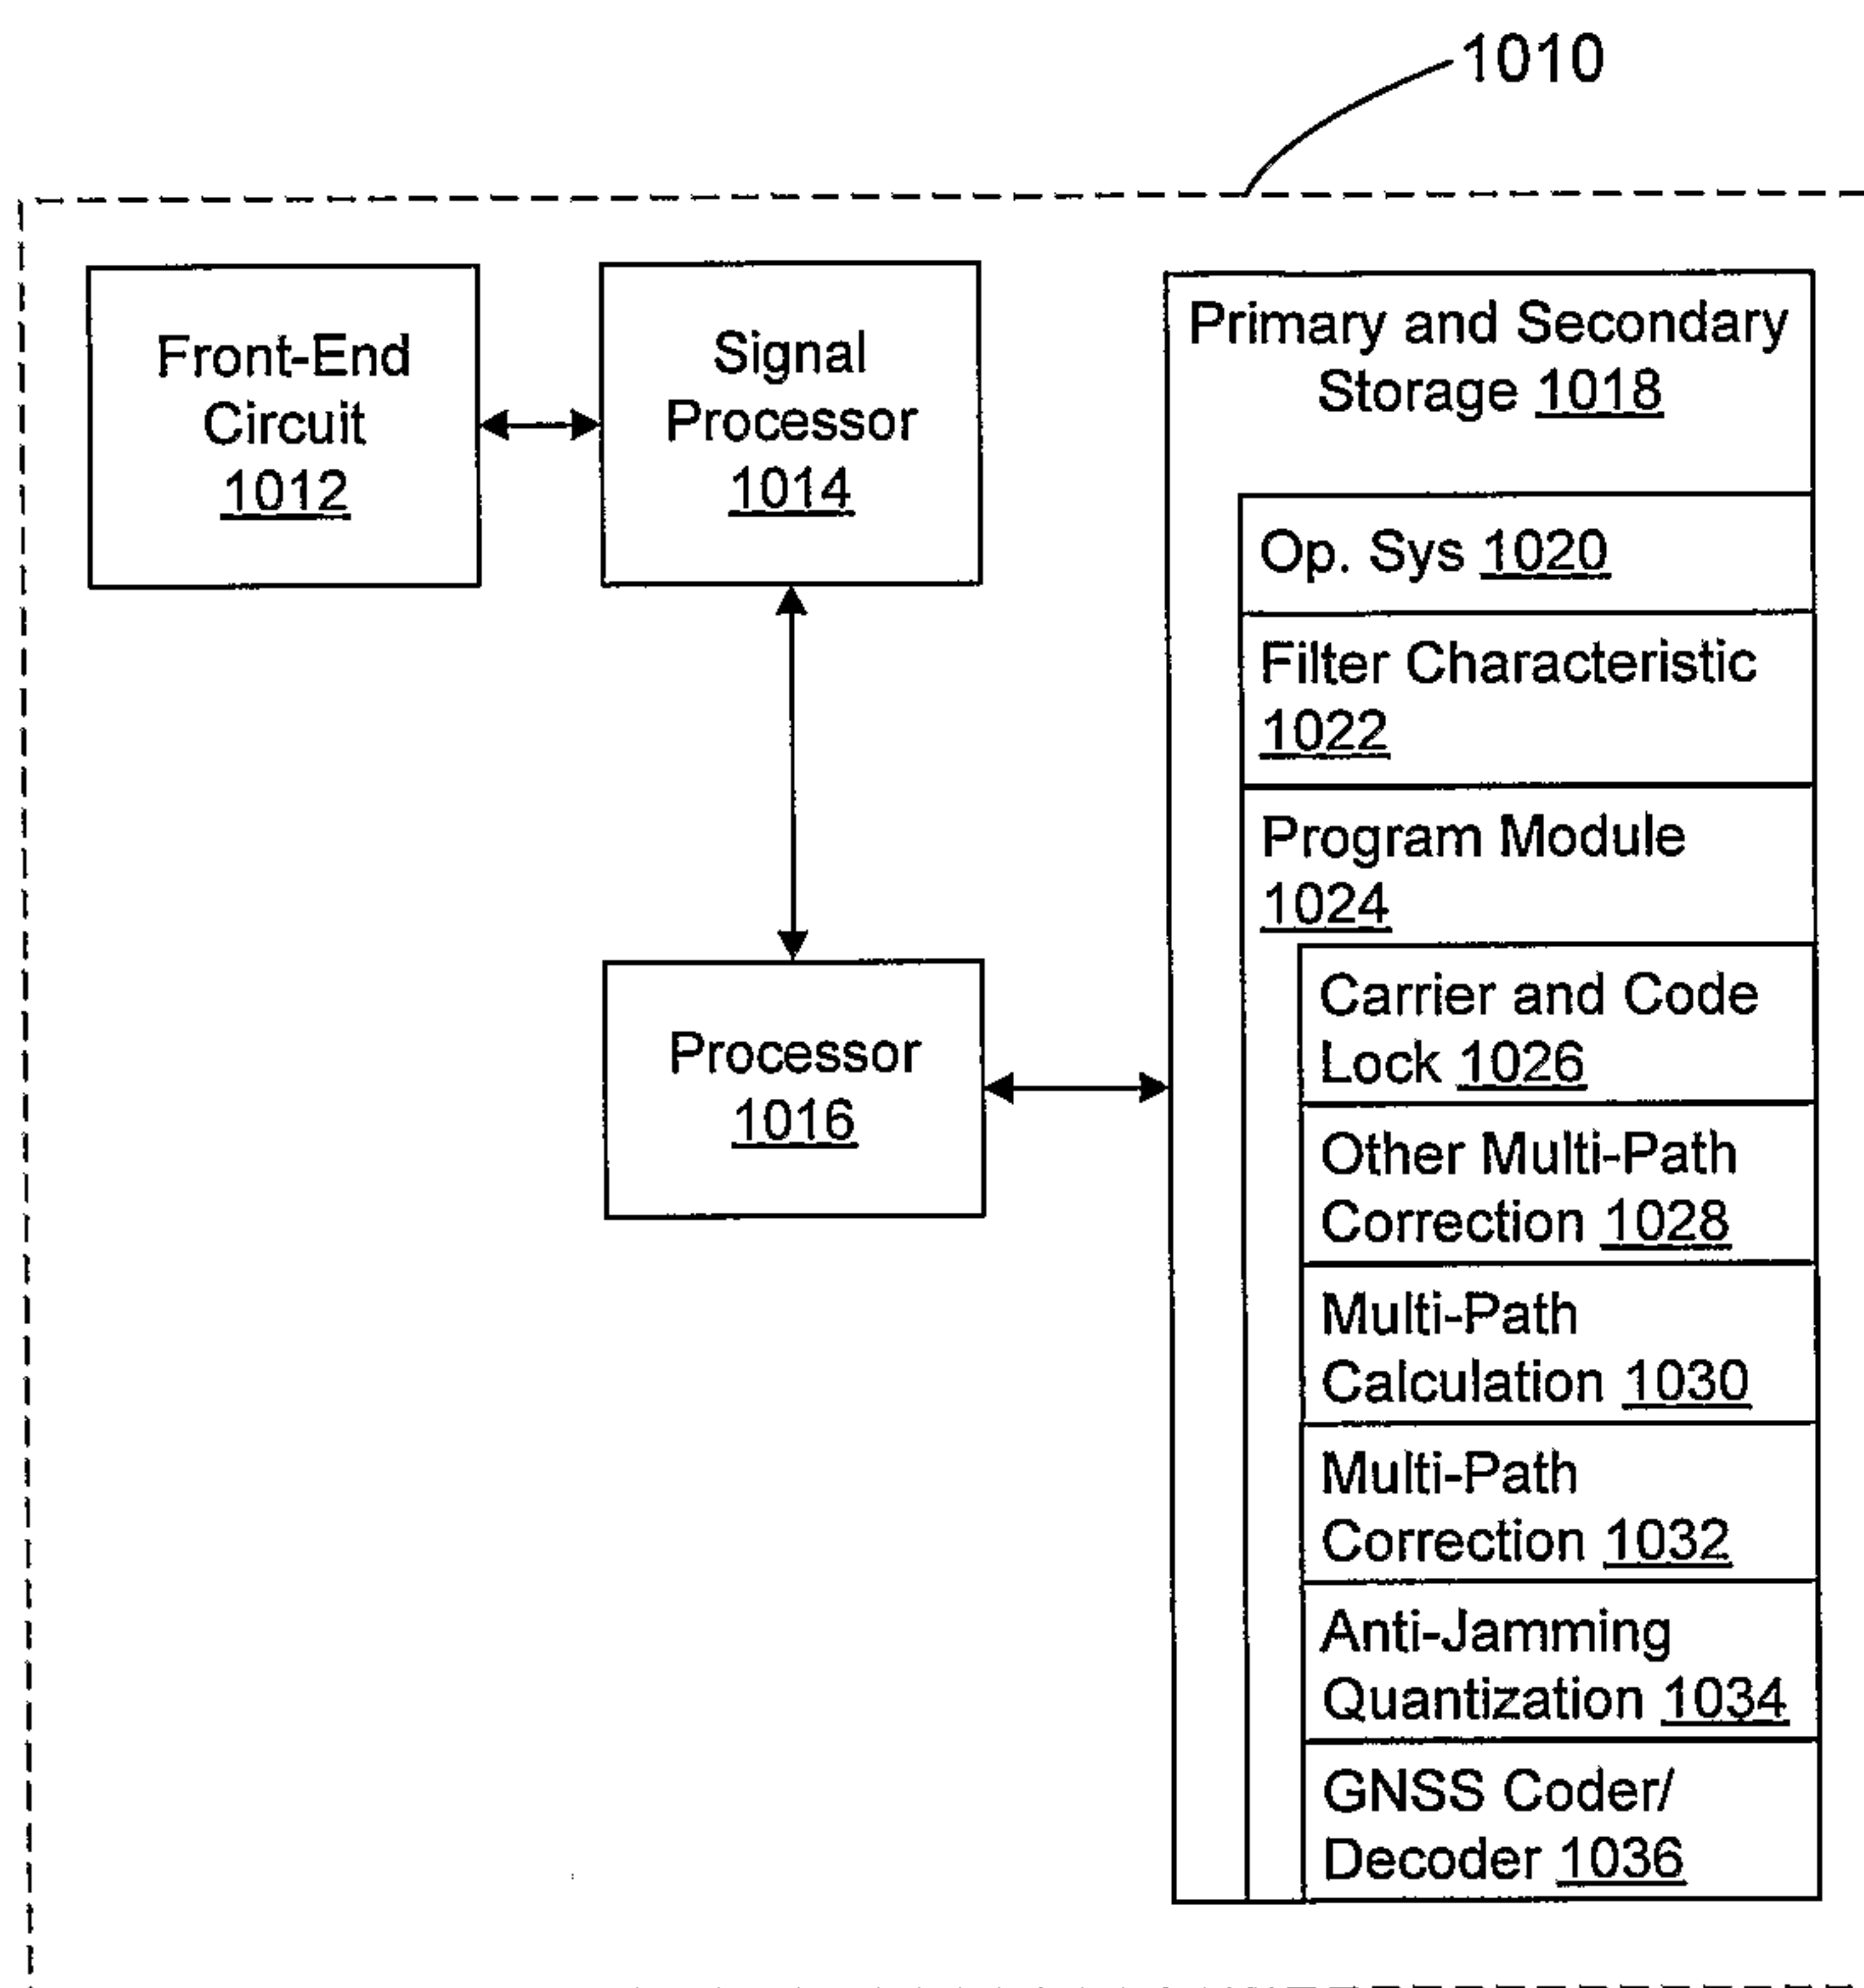 1010
Front-End
Circuit
1012
Signal
Processor
1014
Processor
1016
Primary and Secondary
Storage 1018
Op. Sys 1020
Filter Characteristic
1022
Program Module
1024
Carrier and Code
Lock 1026
Other Multi-Path
Correction 1028
Multi-Path
Calculation 1030
Multi-Path
Correction 1032
Anti-Jamming
Quantization 1034
GNSS Coder/
Decoder 1036